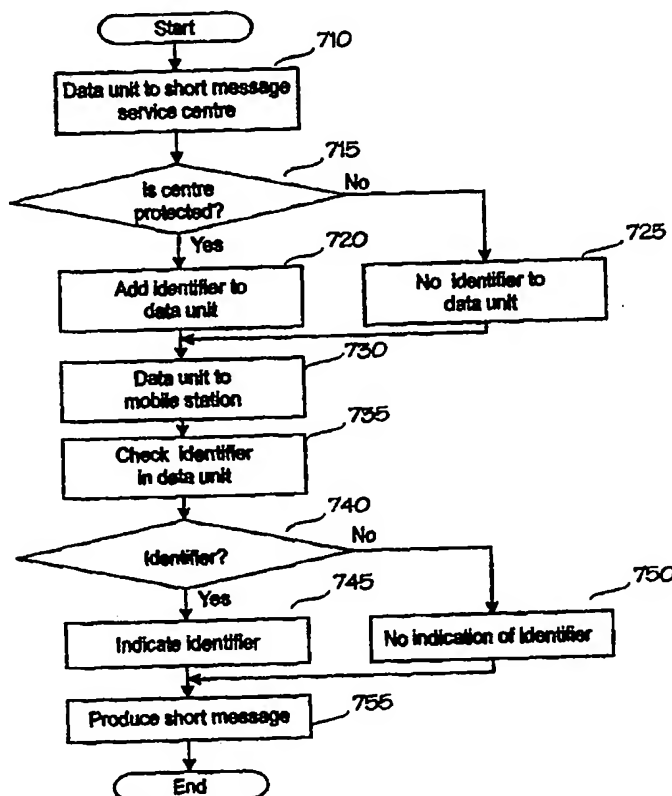 Start
710
Data unit to short message
service centre
715
Is centre
protected?
No
Yes
720
725
Add identifier to
data unit
No identifier to
data unit
730
Data unit to
mobile station
735
Check identifier
in data unit
740
Identifier?
No
Yes
745
750
Indicate identifier
No indication of identifier
755
Produce short message
End